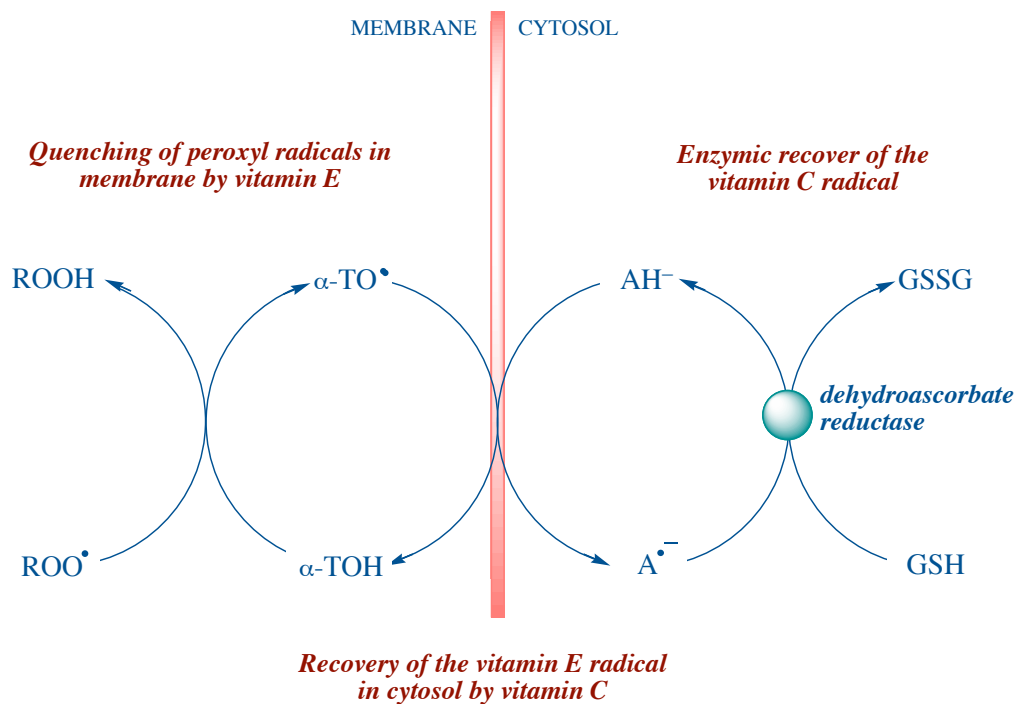 MEMBRANE
CYTOSOL
Quenching of peroxyl radicals in
membrane by vitamin E
Enzymic recover of the
vitamin C radical
ROOH
α-TO•
AH−
GSSG
dehydroascorbate
reductase
ROO•
α-TOH
A•−
GSH
Recovery of the vitamin E radical
in cytosol by vitamin C